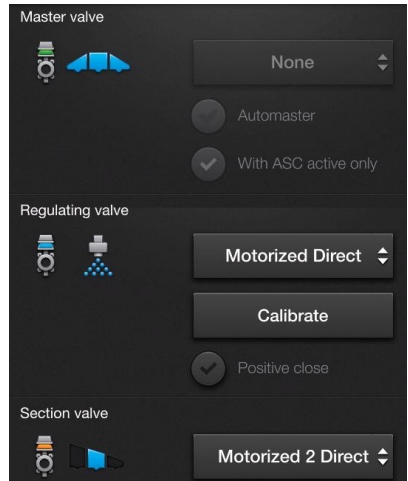 Master valve
None
Automaster
With ASC active only
Regulating valve
Motorized Direct
Calibrate
Positive close
Section valve
Motorized 2 Direct